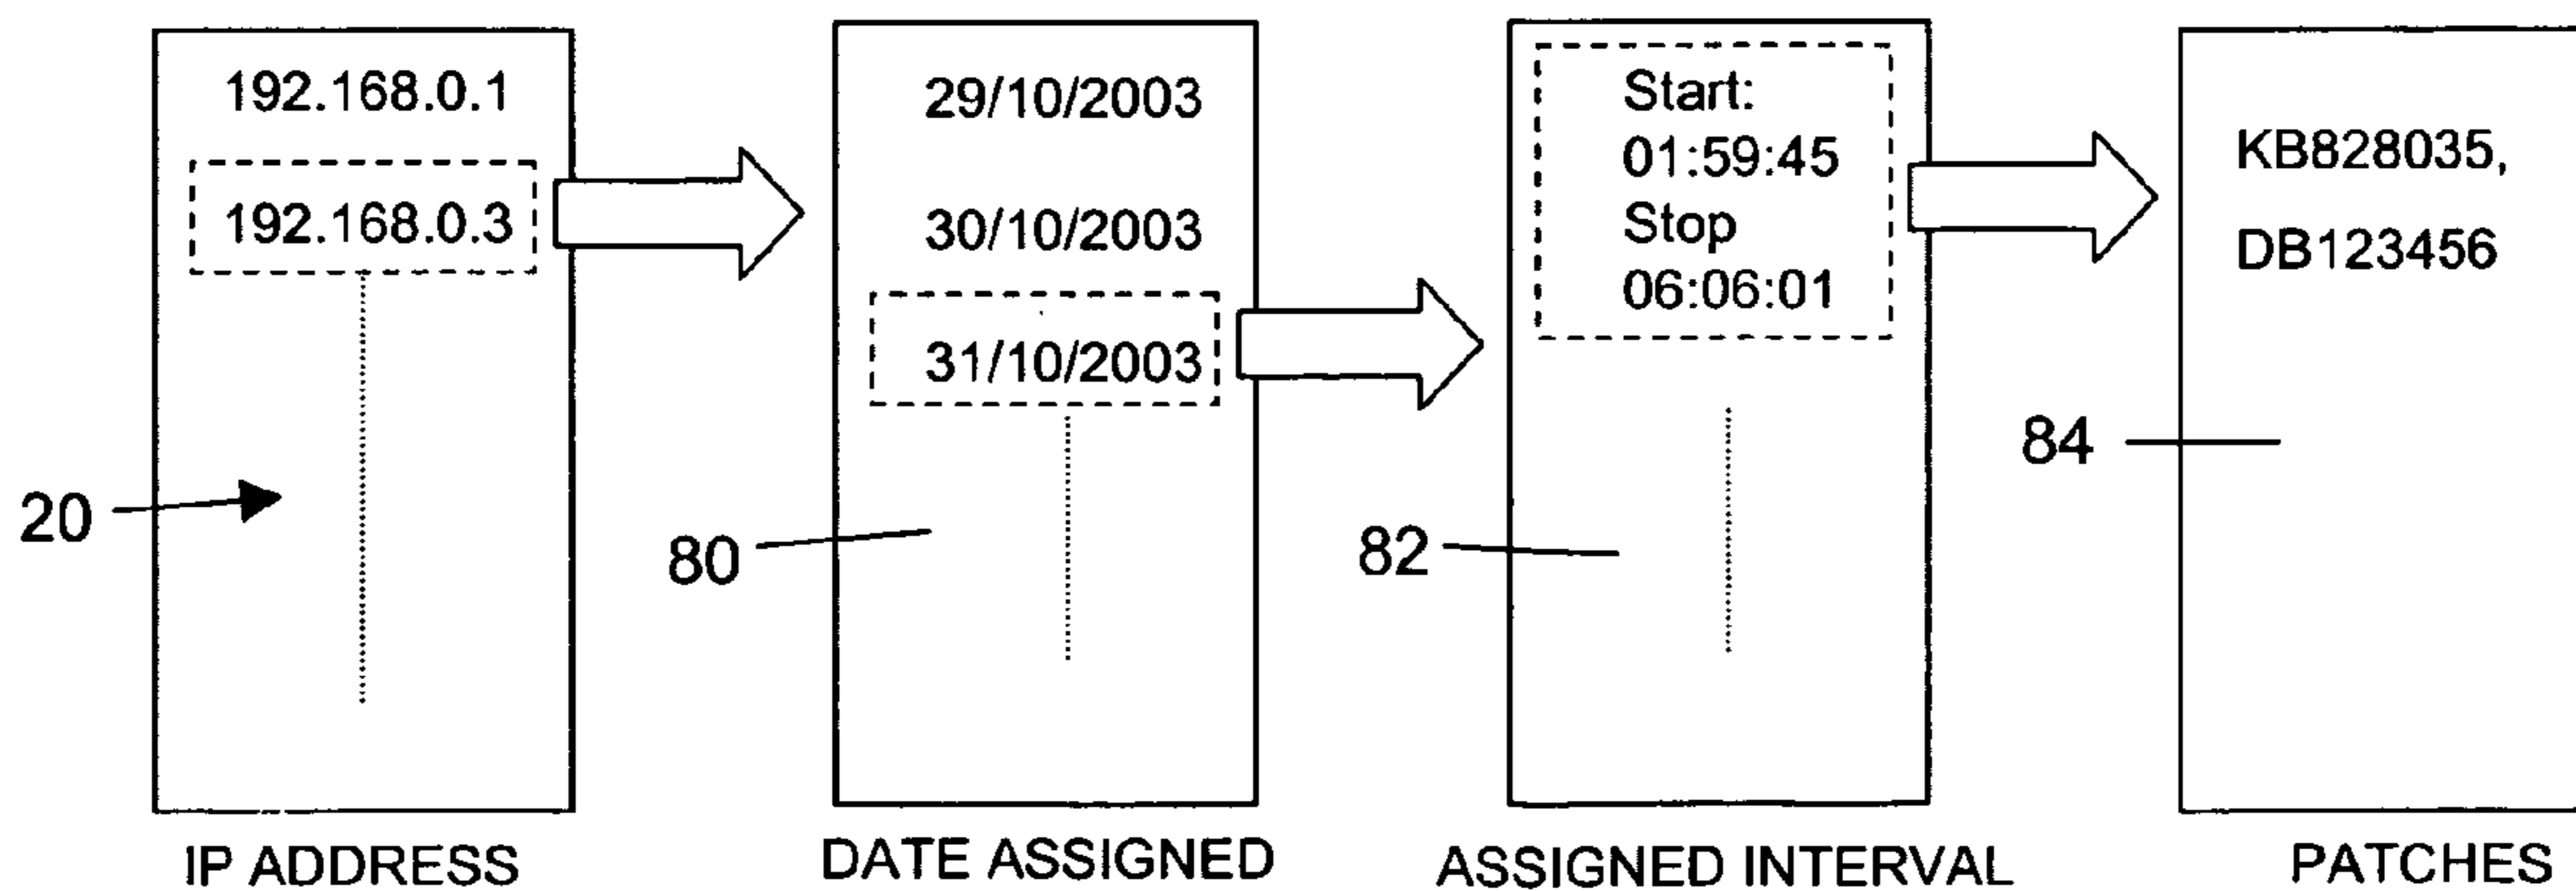 192.168.0.1
192.168.0.3
20
IP ADDRESS
29/10/2003
30/10/2003
31/10/2003
80
DATE ASSIGNED
Start:
01:59:45
Stop
06:06:01
82
ASSIGNED INTERVAL
KB828035,
DB123456
84
PATCHES